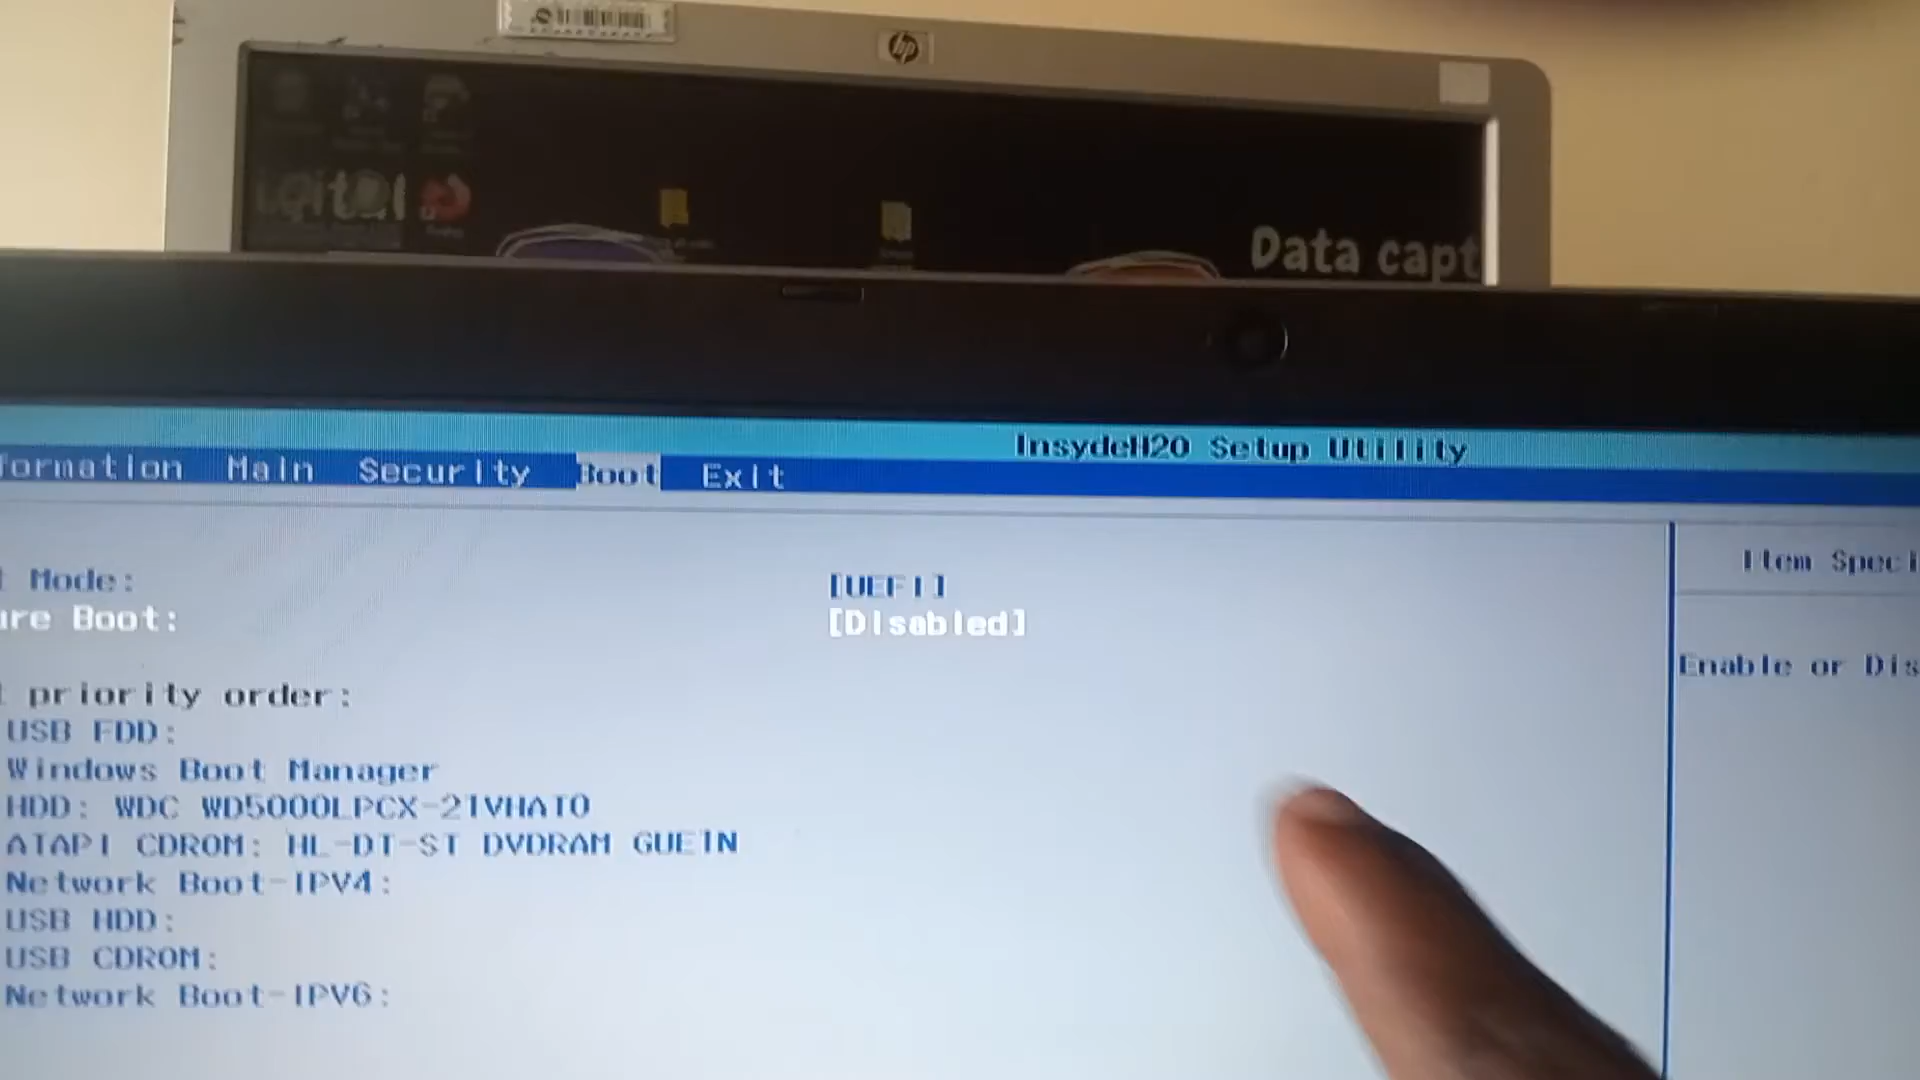 hp
Data capt
InsydeH20 Setup Utility
formation Main Security Boot Exit
t Mode: [UEFI]
ure Boot: [Disabled]
Item Speci
Enable or Dis
t priority order:
USB FDD:
Windows Boot Manager
HDD: WDC WD5000LPCX-21VHAT0
ATAPI CDROM: HL-DT-ST DVDRAM GUE1N
Network Boot-IPV4:
USB HDD:
USB CDROM:
Network Boot-IPV6: